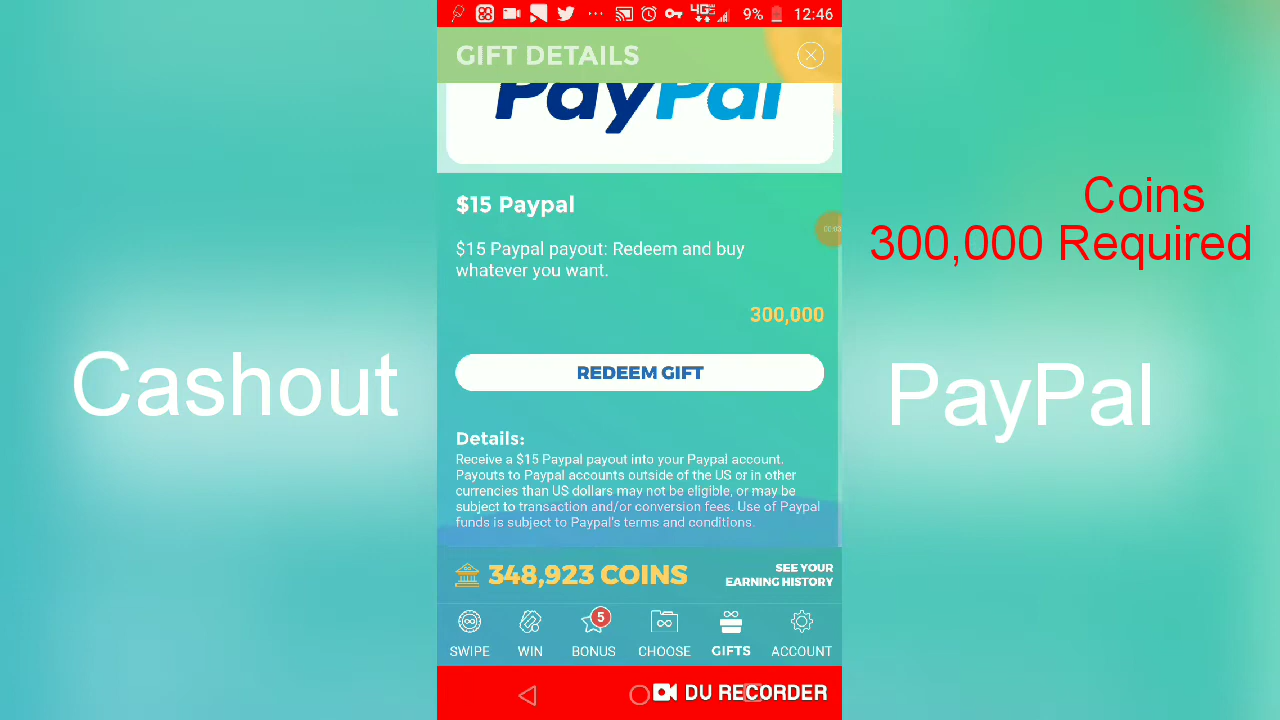 4G
9%
12:46
GIFT DETAILS
PayPal
$15 Paypal
$15 Paypal payout: Redeem and buy
whatever you want.
300,000
REDEEM GIFT
Details:
Receive a $15 Paypal payout into your Paypal account.
Payouts to Paypal accounts outside of the US or in other
currencies than US dollars may not be eligible, or may be
subject to transaction and/or conversion fees. Use of Paypal
funds is subject to Paypal's terms and conditions.
348,923 COINS
SEE YOUR
EARNING HISTORY
5
SWIPE WIN BONUS CHOOSE GIFTS ACCOUNT
DU RECORDER
Cashout
Coins
300,000 Required
PayPal